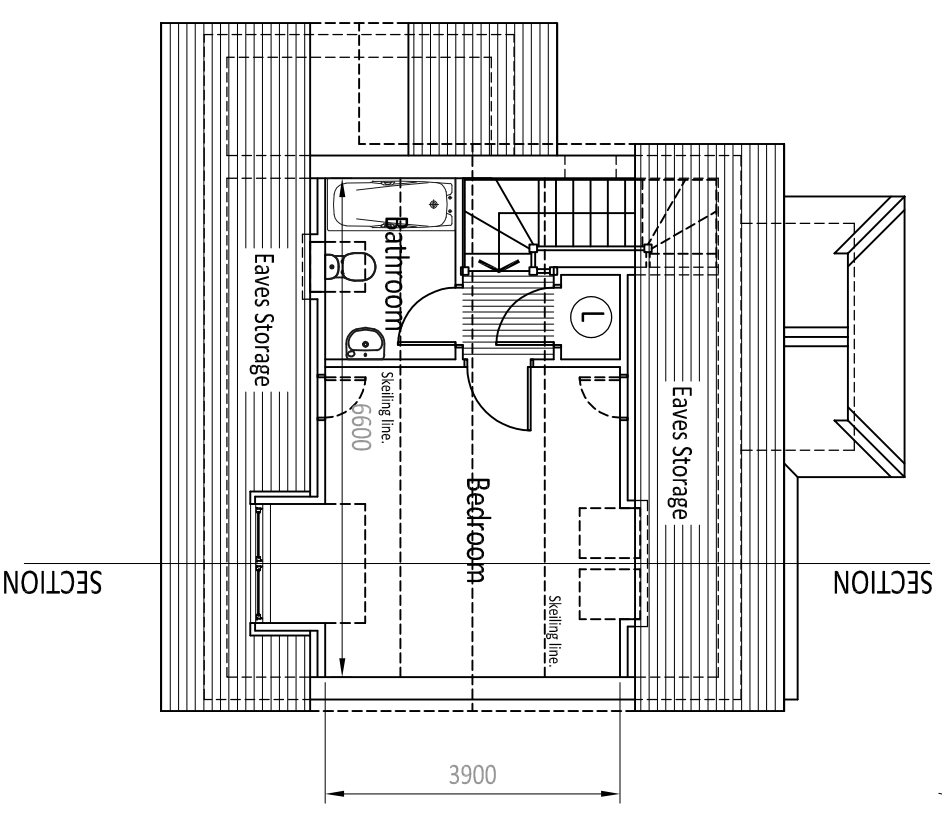 Bathroom
Eaves Storage
L
Skeiling line.
6600
Eaves Storage
Bedroom
SECTION
SECTION
Skeiling line.
3900